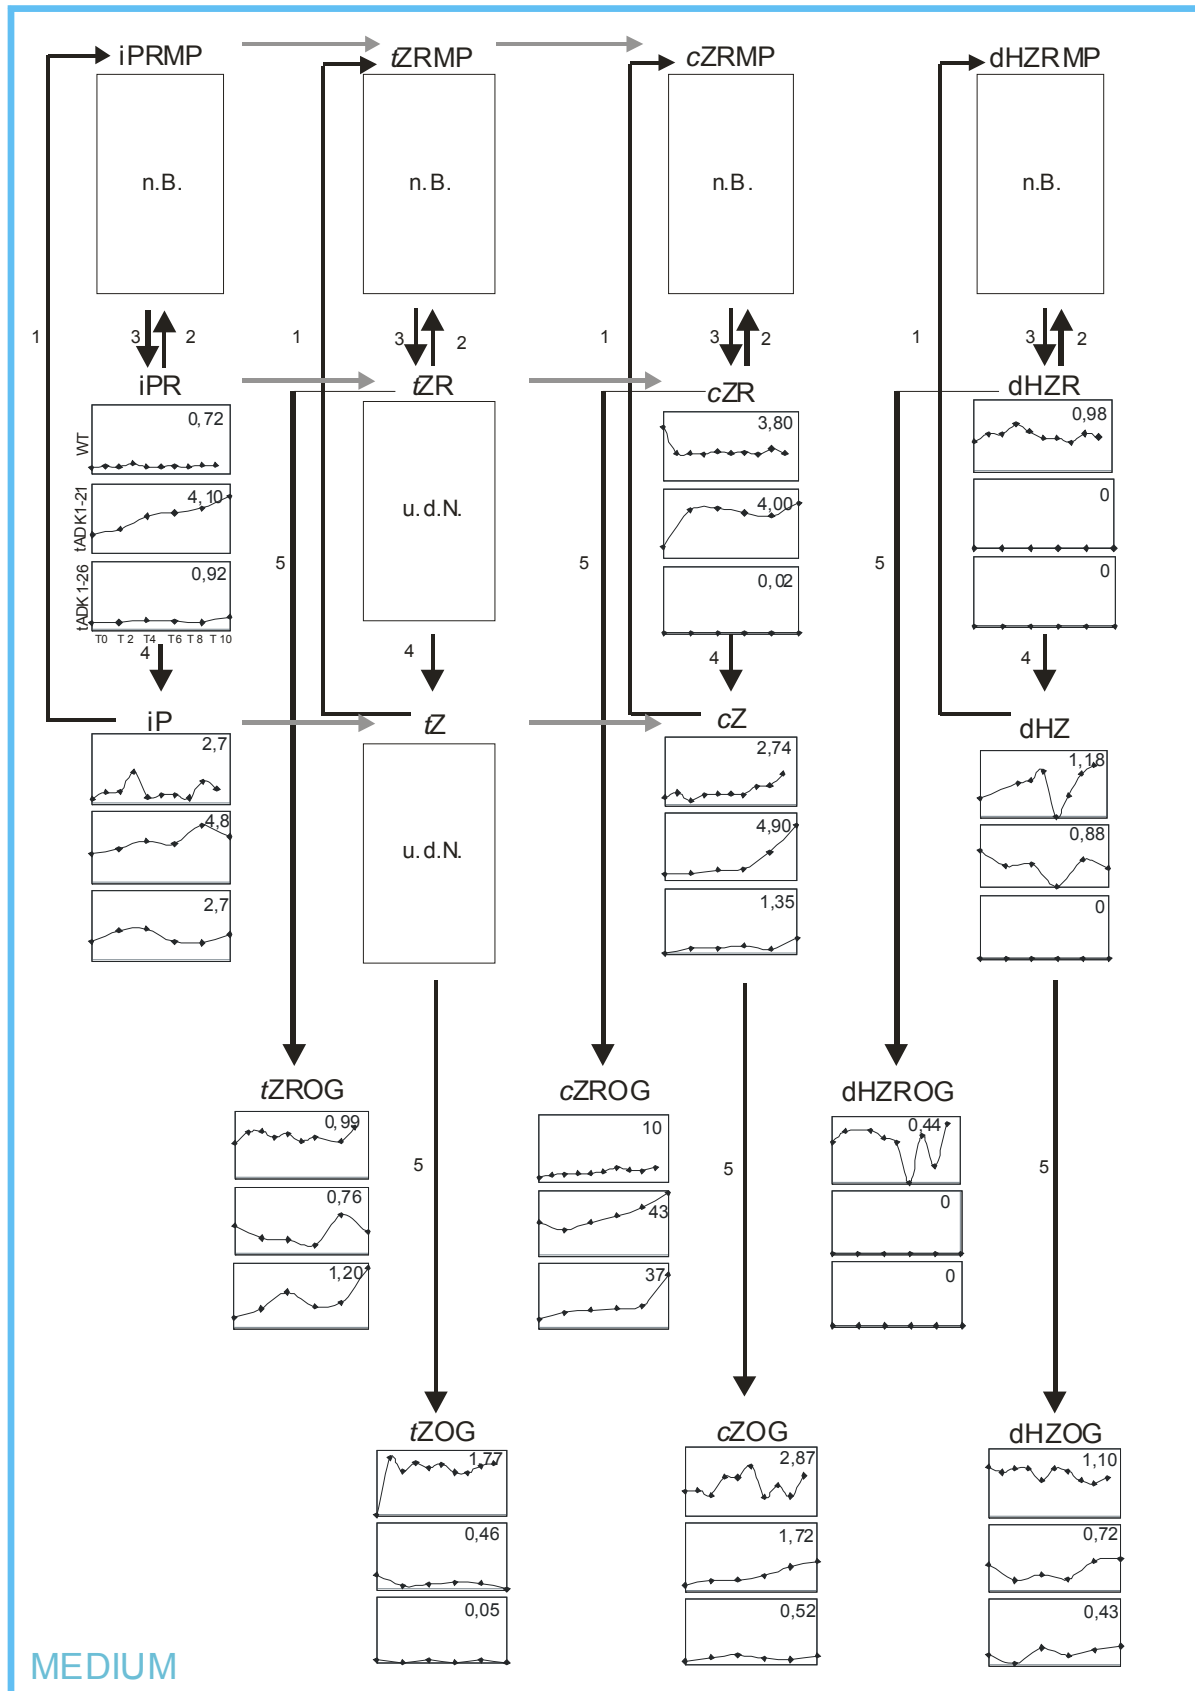 iPRMP tZRMP cZRMP dHZRMP
n.B. n.B. n.B. n.B.
1 3 2 1 3 2 1 3 2 1 3 2
iPR tZR cZR dHZR
WT 0,72 3,80 0,98
tADK1-21 4,10 u.d.N. 4,00 0
5 5 5
tADK1-26 0,92 0,02 0
T0 T2 T4 T6 T8 T10
4 4 4 4
iP tZ cZ dHZ
2,7 2,74 1,18
4,8 u.d.N. 4,90 0,88
2,7 1,35 0
tZROG cZROG dHZROG
0,99 10 0,44
5 5 5
0,76 43 0
1,20 37 0
tZOG cZOG dHZOG
1,77 2,87 1,10
0,46 1,72 0,72
0,05 0,52 0,43
MEDIUM